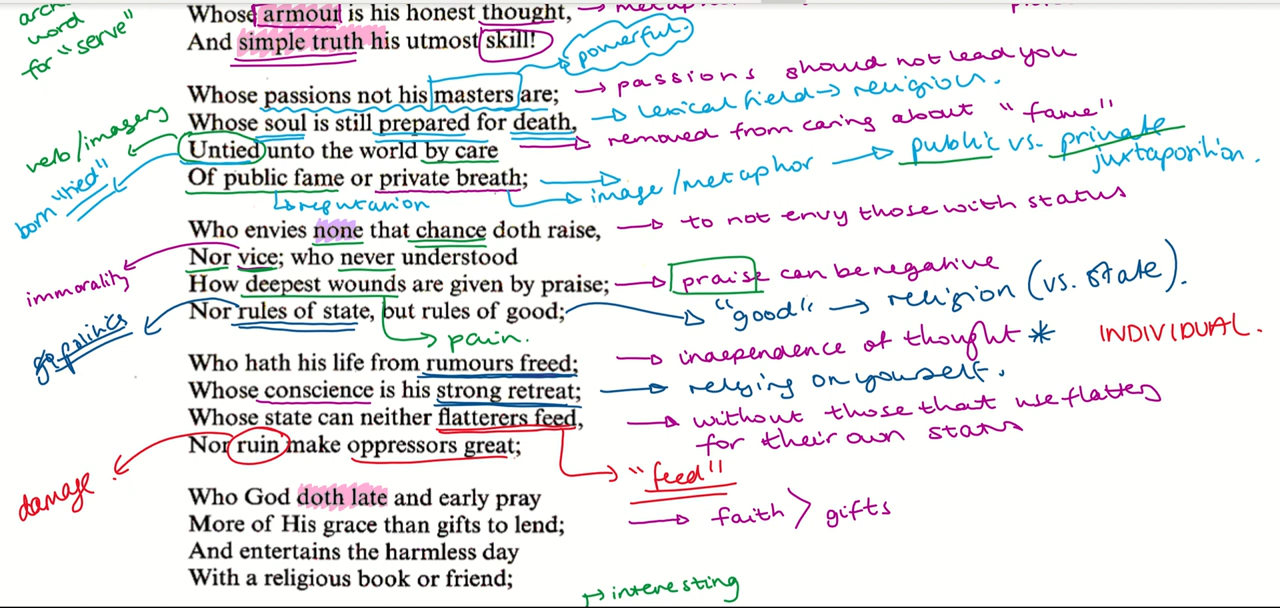 arch
word
for "serve"
Whose armour is his honest thought,
And simple truth his utmost skill!
powerful.
Whose passions not his masters are; → passions should not lead you
Whose soul is still prepared for death, → lexical field → religion.
verb/imagery
Untied unto the world by care → removed from caring about "fame"
born "tied"
Of public fame or private breath; → image/metaphor → public vs. private
juxtaposition.
↳ reputation
Who envies none that chance doth raise, → to not envy those with status
Nor vice; who never understood
immorality
How deepest wounds are given by praise; → praise can be negative
Nor rules of state, but rules of good; → "good" → religion (vs. state).
politics
→ pain.
Who hath his life from rumours freed; → independence of thought * INDIVIDUAL.
Whose conscience is his strong retreat; → relying on yourself.
Whose state can neither flatterers feed, → without those that use flattery
for their own
Nor ruin make oppressors great;
damage.
→ "feed"
Who God doth late and early pray
More of His grace than gifts to lend; → faith > gifts
And entertains the harmless day
With a religious book or friend;
↦ interesting